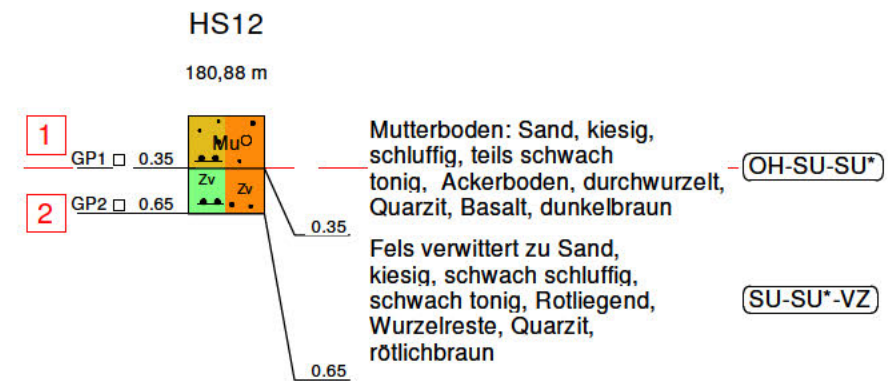 HS12
180,88 m
1
MuO
GP1 0.35
Mutterboden: Sand, kiesig,
schluffig, teils schwach
tonig, Ackerboden, durchwurzelt,
Quarzit, Basalt, dunkelbraun
OH-SU-SU*
Zv Zv
2
GP2 0.65
0.35
Fels verwittert zu Sand,
kiesig, schwach schluffig,
schwach tonig, Rotliegend,
Wurzelreste, Quarzit,
rötlichbraun
SU-SU*-VZ
0.65